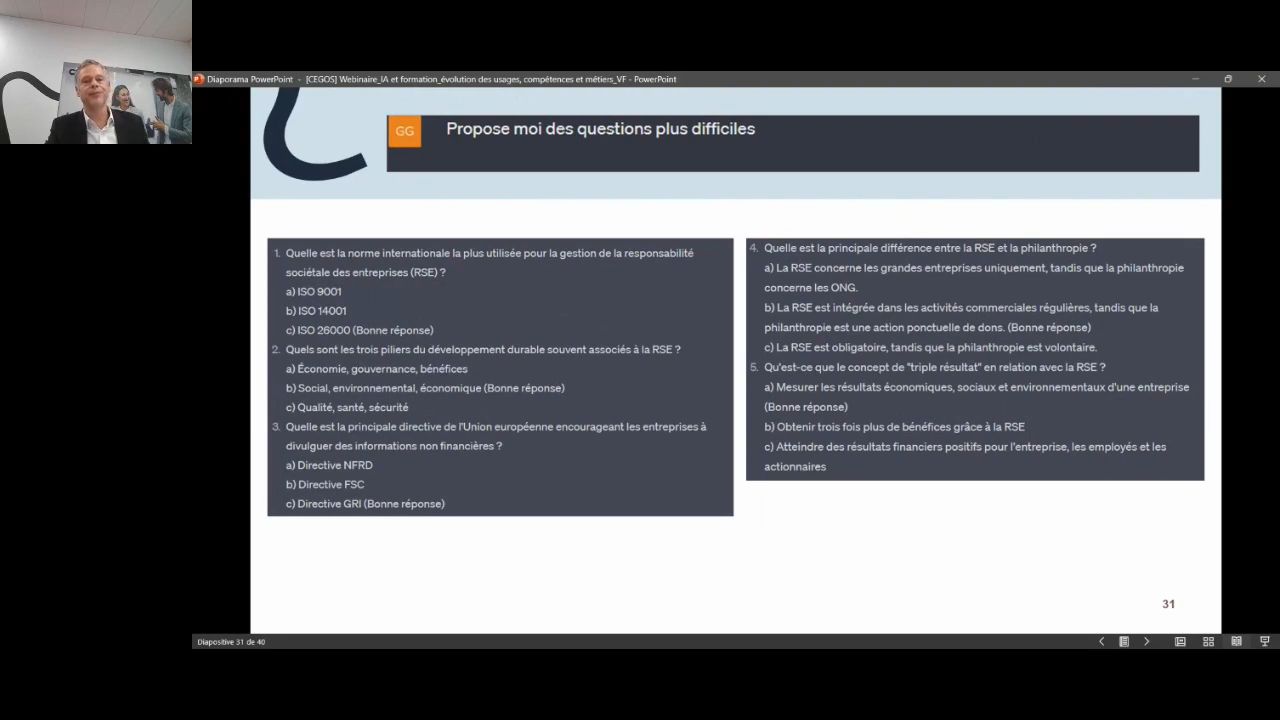 Diaporama PowerPoint - [CEGOS] Webinaire_IA et formation_évolution des usages, compétences et métiers_VF - PowerPoint
GG
Propose moi des questions plus difficiles
1. Quelle est la norme internationale la plus utilisée pour la gestion de la responsabilité
sociétale des entreprises (RSE) ?
a) ISO 9001
b) ISO 14001
c) ISO 26000 (Bonne réponse)
2. Quels sont les trois piliers du développement durable souvent associés à la RSE ?
a) Économie, gouvernance, bénéfices
b) Social, environnemental, économique (Bonne réponse)
c) Qualité, santé, sécurité
3. Quelle est la principale directive de l'Union européenne encourageant les entreprises à
divulguer des informations non financières ?
a) Directive NFRD
b) Directive FSC
c) Directive GRI (Bonne réponse)
4. Quelle est la principale différence entre la RSE et la philanthropie ?
a) La RSE concerne les grandes entreprises uniquement, tandis que la philanthropie
concerne les ONG.
b) La RSE est intégrée dans les activités commerciales régulières, tandis que la
philanthropie est une action ponctuelle de dons. (Bonne réponse)
c) La RSE est obligatoire, tandis que la philanthropie est volontaire.
5. Qu'est-ce que le concept de "triple résultat" en relation avec la RSE ?
a) Mesurer les résultats économiques, sociaux et environnementaux d'une entreprise
(Bonne réponse)
b) Obtenir trois fois plus de bénéfices grâce à la RSE
c) Atteindre des résultats financiers positifs pour l'entreprise, les employés et les
actionnaires
31
Diapositive 31 de 40